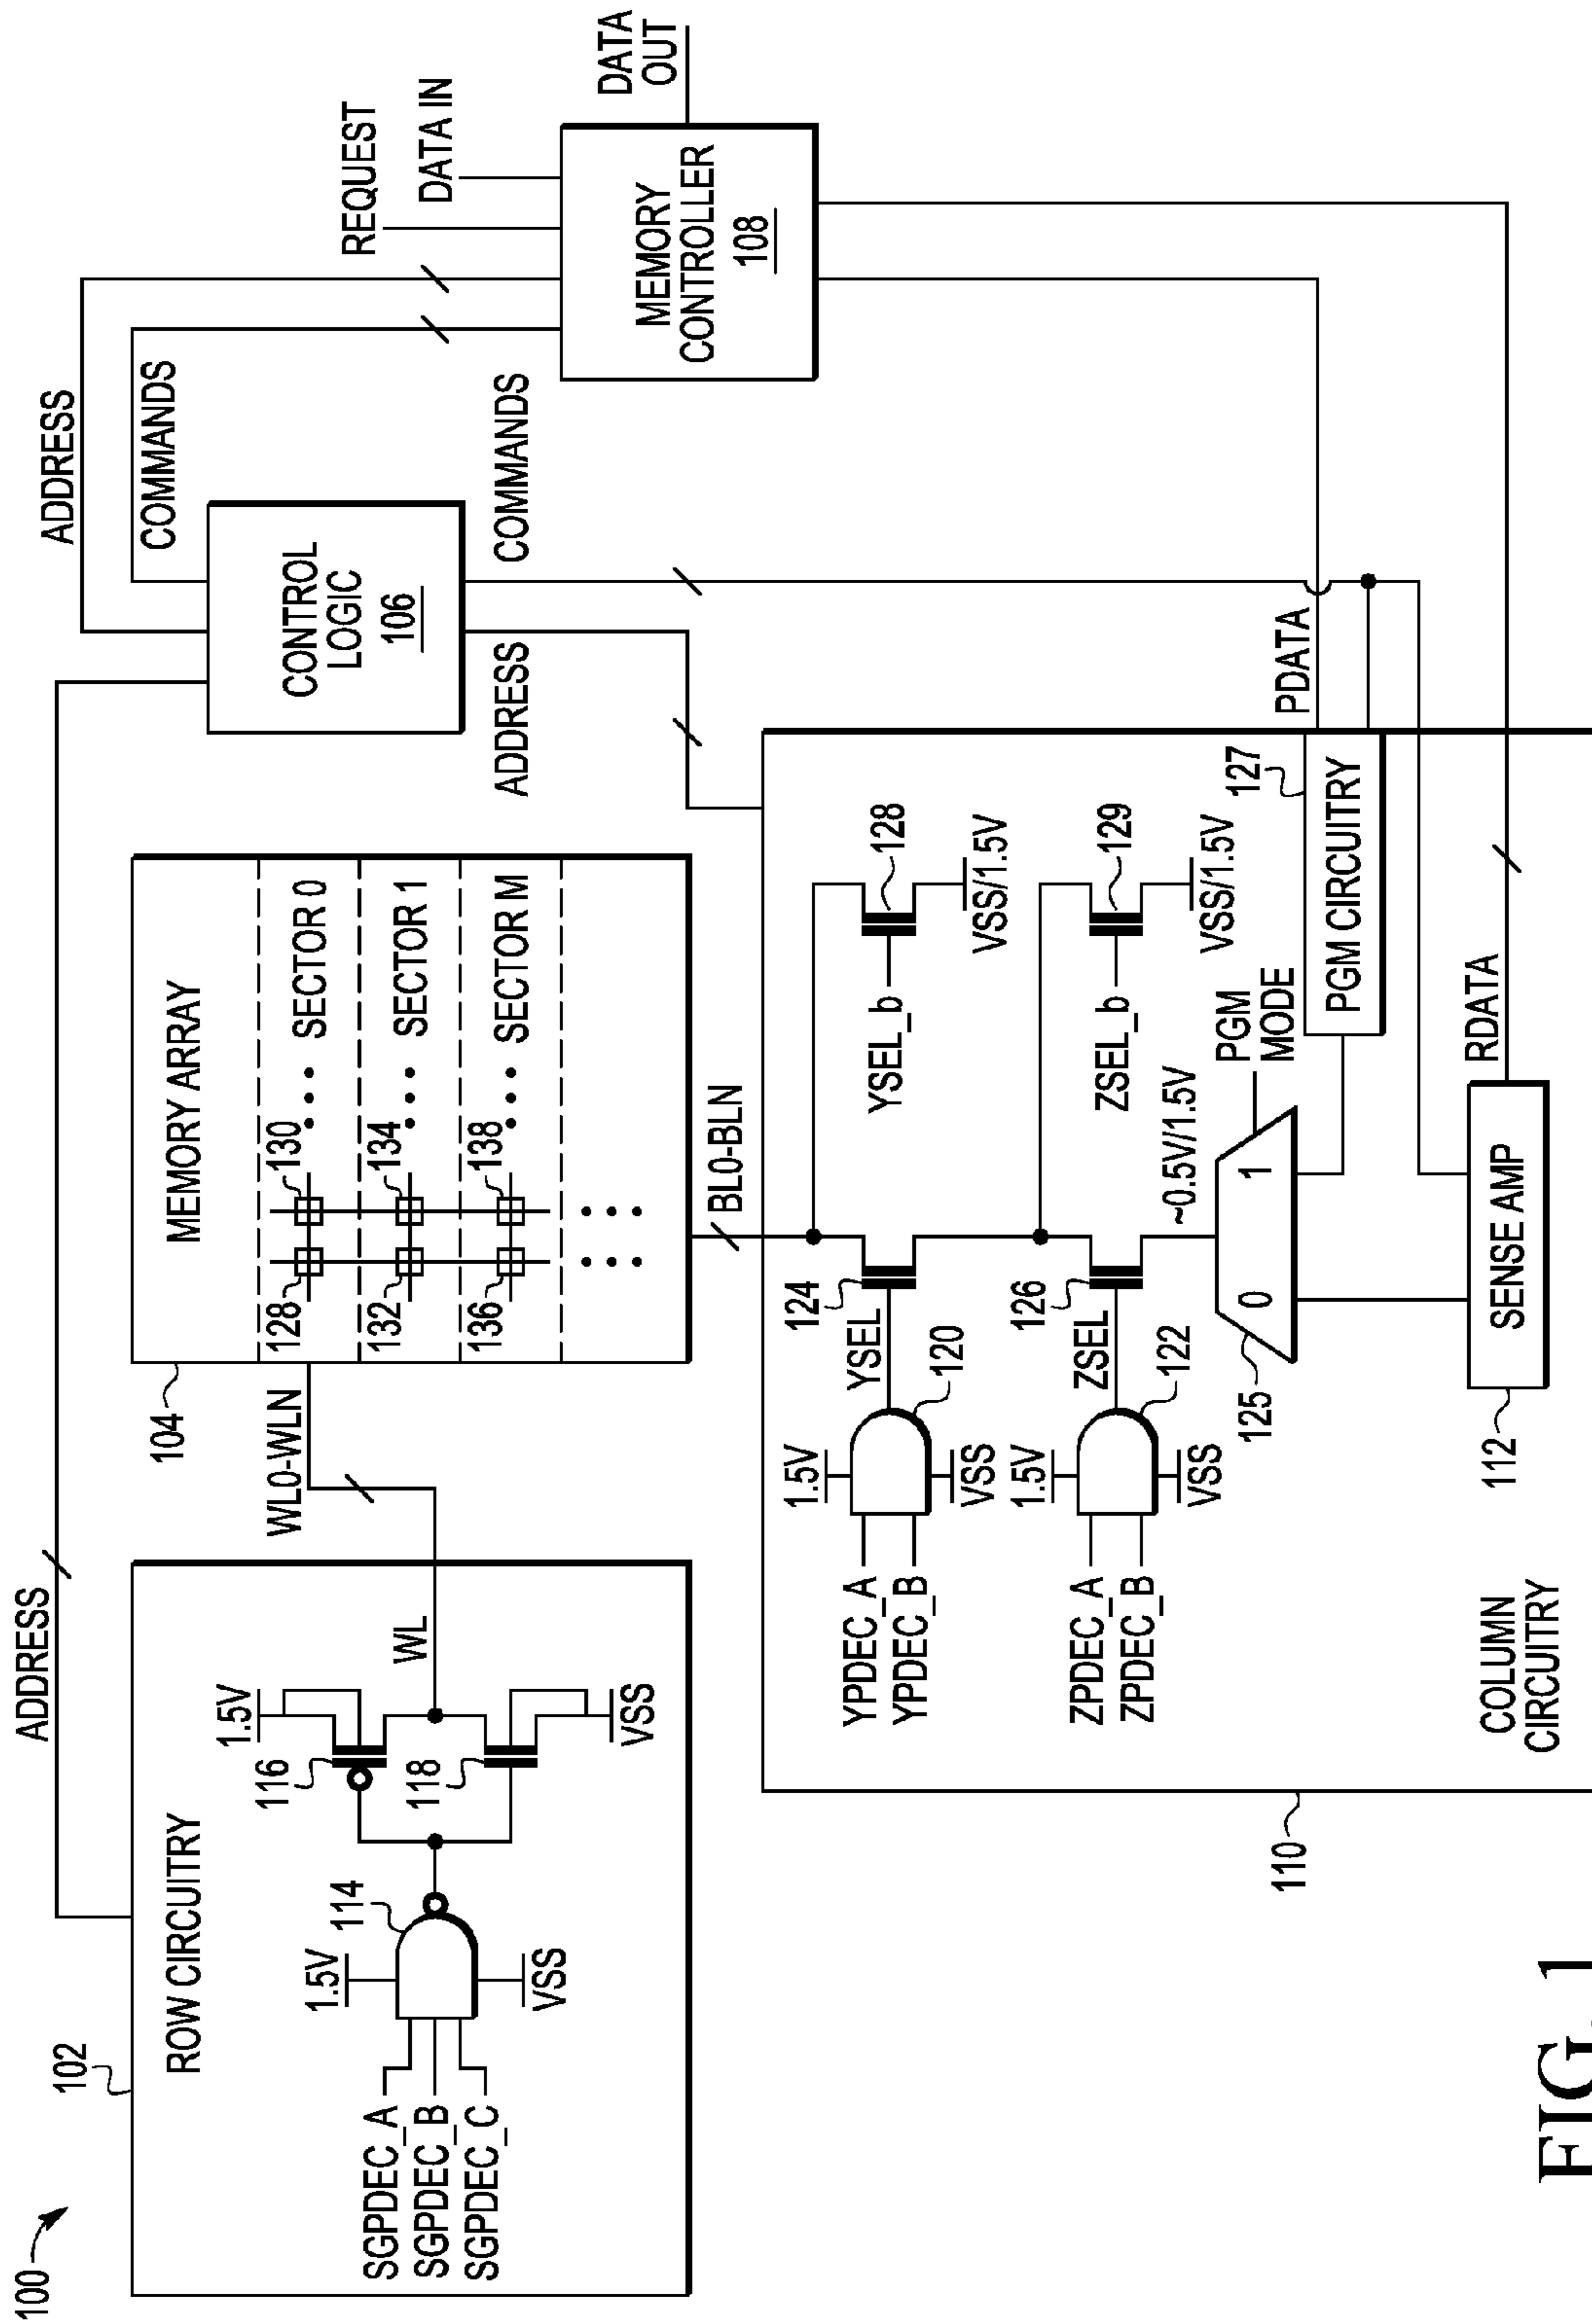 100
102
ROW CIRCUITRY
SGPDEC_A
SGPDEC_B
SGPDEC_C
1.5V
114
VSS
1.5V
116
118
WL
VSS
ADDRESS
WL0-WLN
104
MEMORY ARRAY
128
130
SECTOR 0
132
134
SECTOR 1
136
138
SECTOR M
BL0-BLN
ADDRESS
COMMANDS
CONTROL
LOGIC
106
ADDRESS
COMMANDS
REQUEST
DATA IN
MEMORY
CONTROLLER
108
DATA
OUT
110
COLUMN
CIRCUITRY
YPDEC_A
YPDEC_B
1.5V
VSS
120
YSEL
124
YSEL_b
128
VSS/1.5V
ZPDEC_A
ZPDEC_B
1.5V
VSS
122
ZSEL
126
ZSEL_b
129
VSS/1.5V
~0.5V/1.5V
125
0
1
PGM
MODE
127
PGM CIRCUITRY
PDATA
112
SENSE AMP
RDATA
FIG. 1